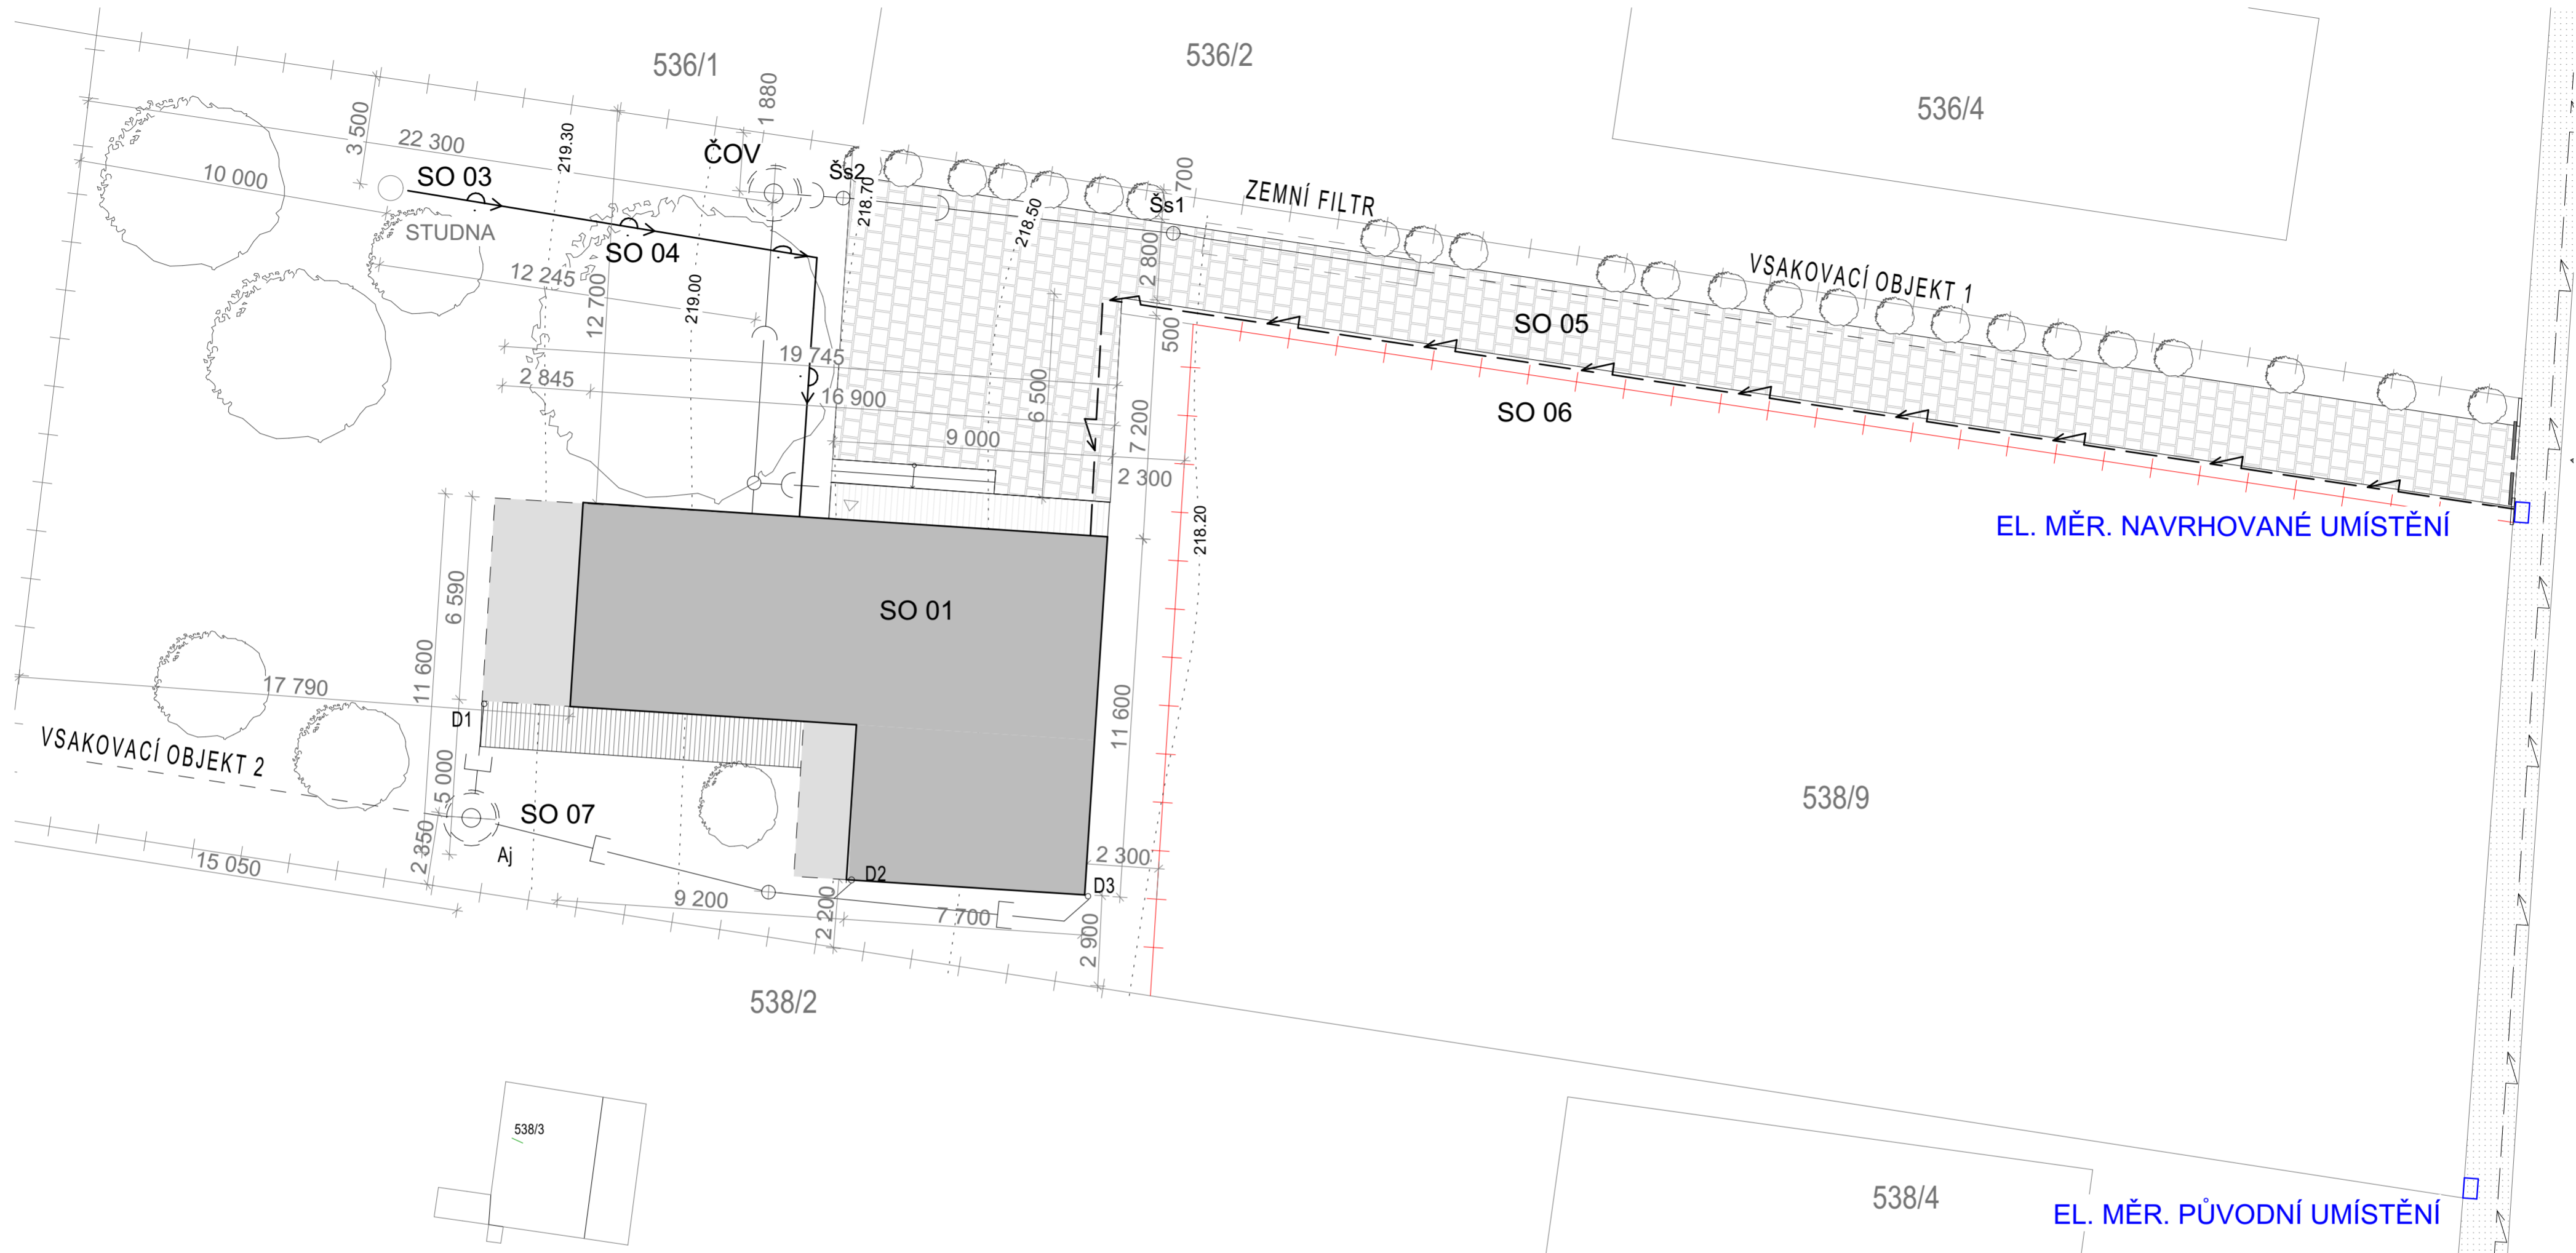 536/1
536/2
536/4
1 880
3 500
22 300
219.30
ČOV
Šs2
218.70
700
ZEMNÍ FILTR
10 000
SO 03
Šs1
218.50
STUDNA
SO 04
2 800
VSAKOVACÍ OBJEKT 1
12 245
12 700
219.00
500
SO 05
19 745
2 845
16 900
6 500
SO 06
9 000
7 200
2 300
218.20
EL. MĚR. NAVRHOVANÉ UMÍSTĚNÍ
6 590
SO 01
11 600
17 790
D1
11 600
VSAKOVACÍ OBJEKT 2
5 000
SO 07
538/9
2 350
Aj
15 050
2 300
D2
D3
9 200
2 200
7 700
2 900
538/2
538/3
538/4
EL. MĚR. PŮVODNÍ UMÍSTĚNÍ